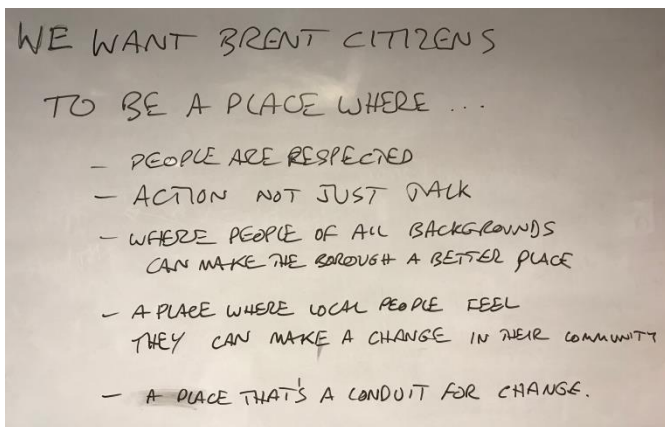 WE WANT BRENT CITIZENS
TO BE A PLACE WHERE ...
- PEOPLE ARE RESPECTED
- ACTION NOT JUST TALK
- WHERE PEOPLE OF ALL BACKGROUNDS
CAN MAKE THE BOROUGH A BETTER PLACE
- A PLACE WHERE LOCAL PEOPLE FEEL
THEY CAN MAKE A CHANGE IN THEIR COMMUNITY
- A PLACE THAT'S A CONDUIT FOR CHANGE.